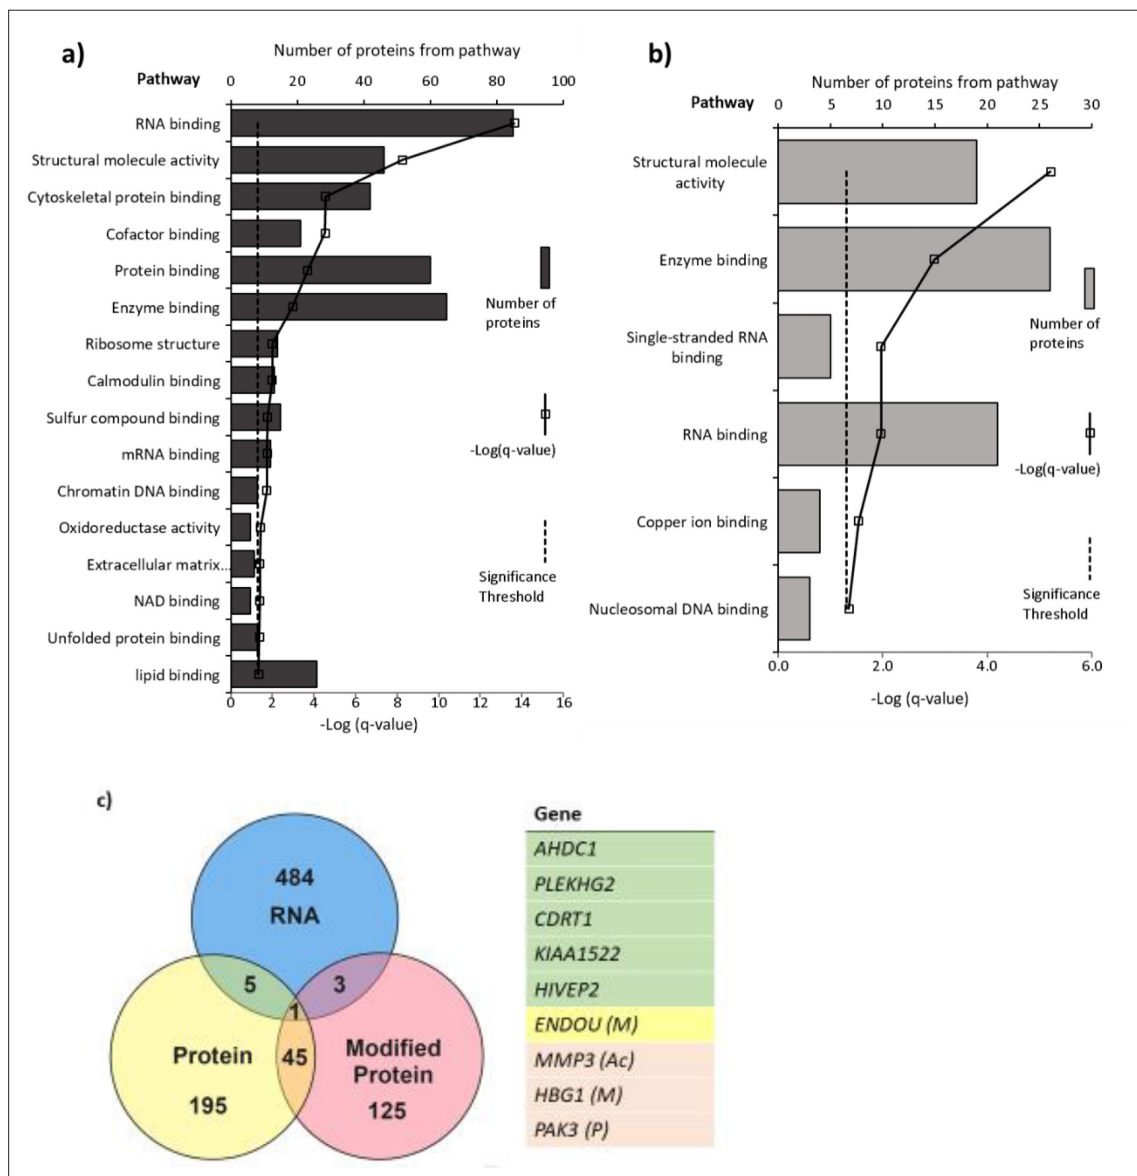 a)
Number of proteins from pathway
Pathway
0 20 40 60 80 100
RNA binding
Structural molecule activity
Cytoskeletal protein binding
Cofactor binding
Protein binding
Enzyme binding
Ribosome structure
Calmodulin binding
Sulfur compound binding
mRNA binding
Chromatin DNA binding
Oxidoreductase activity
Extracellular matrix...
NAD binding
Unfolded protein binding
lipid binding
Number of
proteins
-Log(q-value)
Significance
Threshold
0 2 4 6 8 10 12 14 16
-Log (q-value)
b)
Number of proteins from pathway
Pathway
0 5 10 15 20 25 30
Structural molecule
activity
Enzyme binding
Single-stranded RNA
binding
RNA binding
Copper ion binding
Nucleosomal DNA binding
Number of
proteins
-Log(q-value)
Significance
Threshold
0.0 2.0 4.0 6.0
-Log (q-value)
c)
484
RNA
5
3
1
Protein
195
45
Modified
Protein
125
Gene
AHDC1
PLEKHG2
CDRT1
KIAA1522
HIVEP2
ENDOU (M)
MMP3 (Ac)
HBG1 (M)
PAK3 (P)